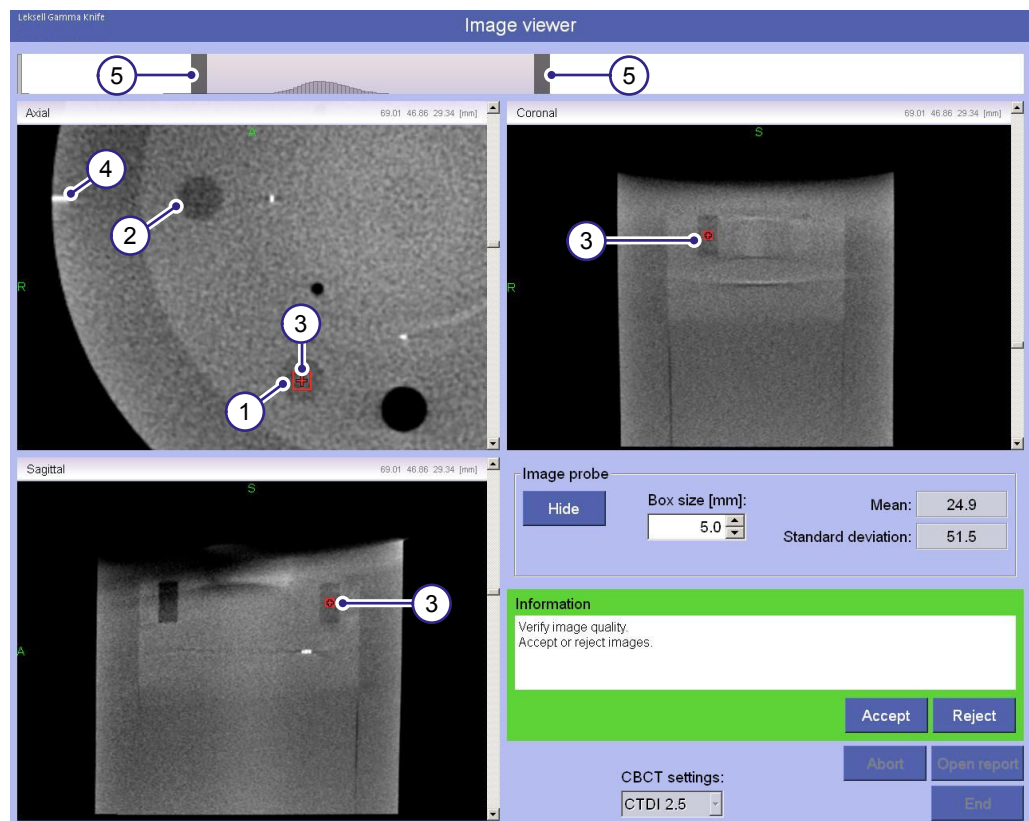 Leksell Gamma Knife
Image viewer
5
5
Axial
69.01 46.86 29.34 [mm]
A
R
4
2
3
1
Coronal
69.01 46.86 29.34 [mm]
S
R
3
Sagittal
69.01 46.86 29.34 [mm]
S
A
3
Image probe
Hide
Box size [mm]:
5.0
Mean:
24.9
Standard deviation:
51.5
Information
Verify image quality.
Accept or reject images.
Accept
Reject
Abort
Open report
CBCT settings:
CTDI 2.5
End